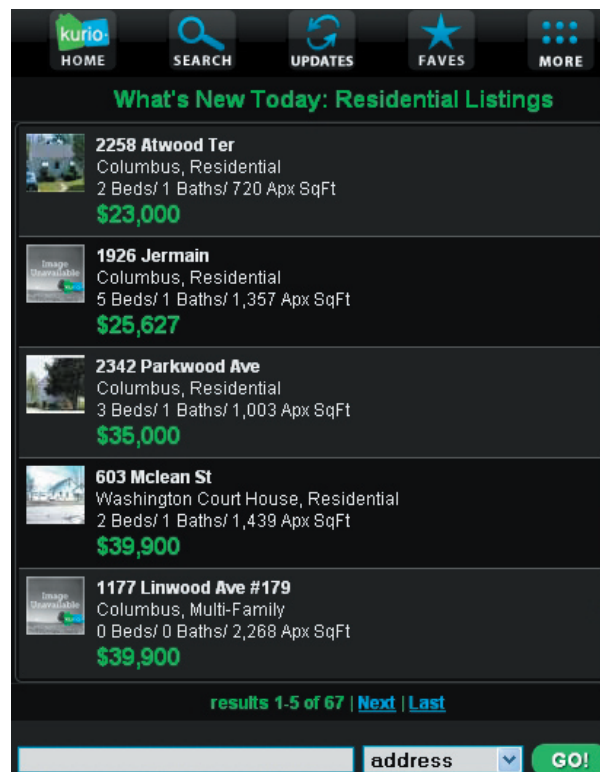 kurio
HOME
SEARCH
UPDATES
FAVES
MORE
What's New Today: Residential Listings
2258 Atwood Ter
Columbus, Residential
2 Beds/ 1 Baths/ 720 Apx SqFt
$23,000
Image
Unavailable
1926 Jermain
Columbus, Residential
5 Beds/ 1 Baths/ 1,357 Apx SqFt
$25,627
2342 Parkwood Ave
Columbus, Residential
3 Beds/ 1 Baths/ 1,003 Apx SqFt
$35,000
603 Mclean St
Washington Court House, Residential
2 Beds/ 1 Baths/ 1,439 Apx SqFt
$39,900
Image
Unavailable
1177 Linwood Ave #179
Columbus, Multi-Family
0 Beds/ 0 Baths/ 2,268 Apx SqFt
$39,900
results 1-5 of 67 | Next | Last
address GO!